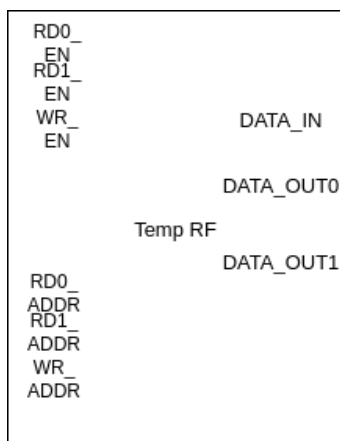 RD0_
EN
RD1_
EN
WR_
EN
DATA_IN
DATA_OUT0
Temp RF
DATA_OUT1
RD0_
ADDR
RD1_
ADDR
WR_
ADDR